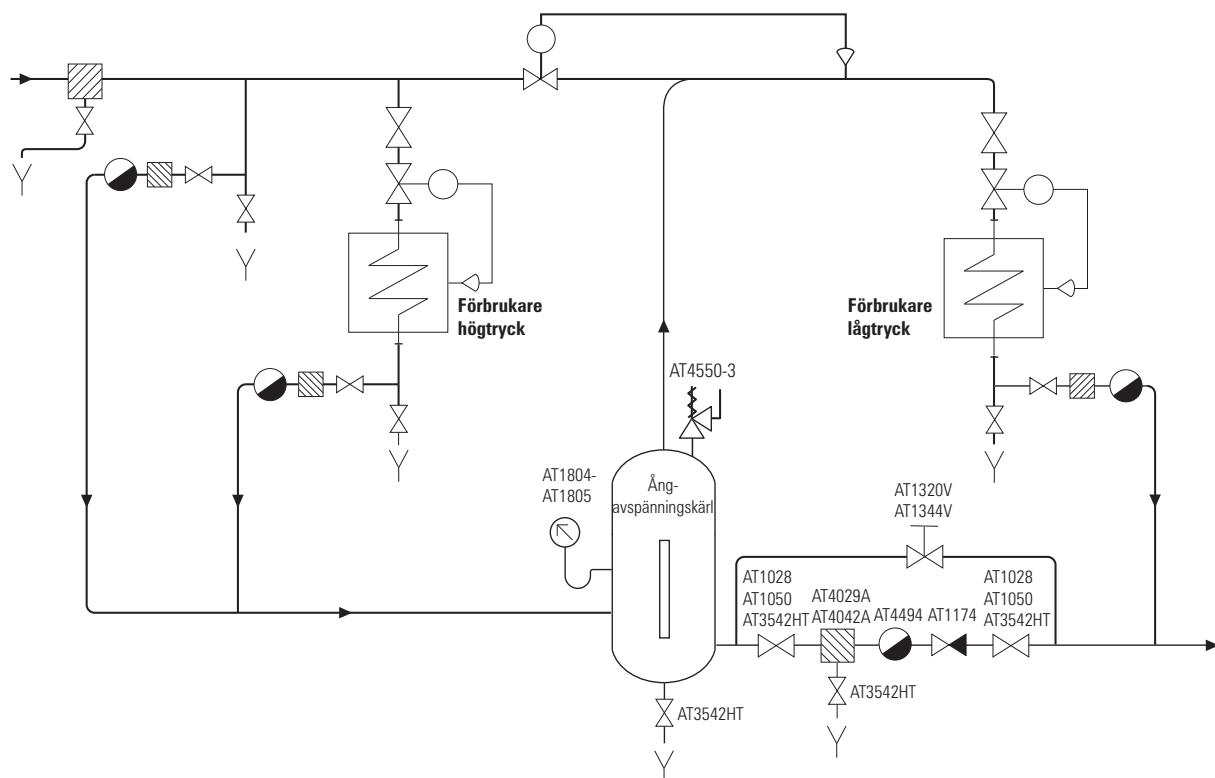 Förbrukare
högtryck
Förbrukare
lågtryck
AT4550-3
AT1804-
AT1805
Ång-
avspänningskärl
AT1320V
AT1344V
AT1028
AT1050
AT3542HT
AT4029A
AT4042A
AT4494
AT1174
AT1028
AT1050
AT3542HT
AT3542HT
AT3542HT